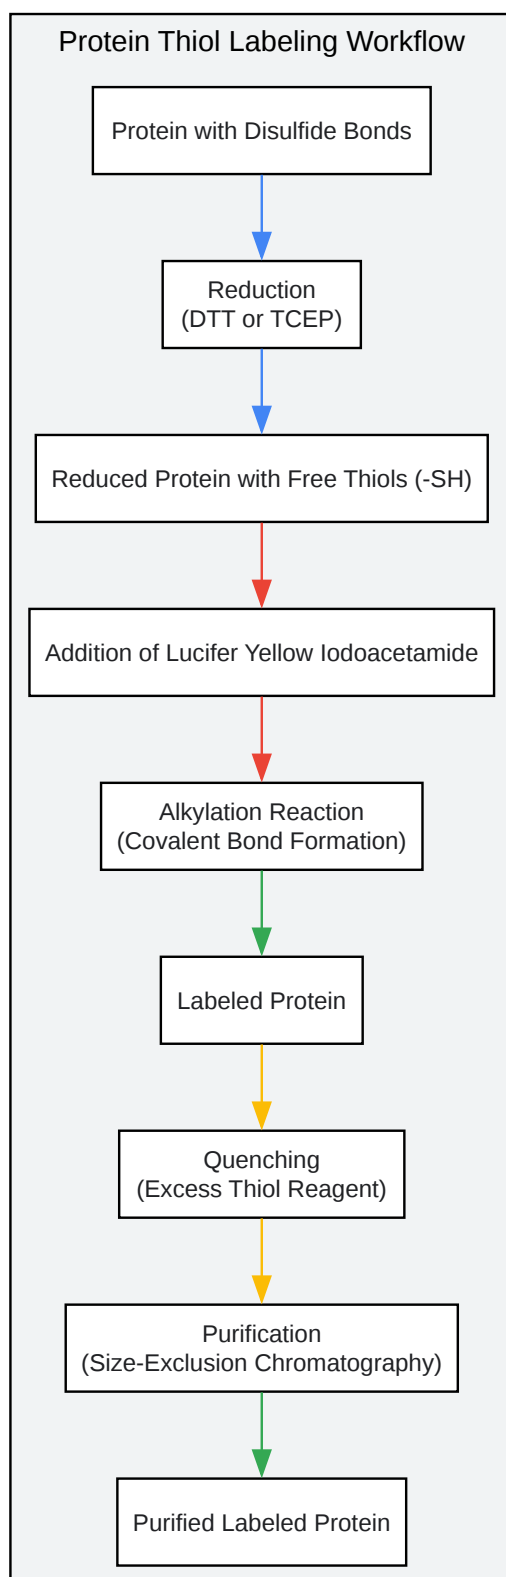 Protein Thiol Labeling Workflow
Protein with Disulfide Bonds
Reduction
(DTT or TCEP)
Reduced Protein with Free Thiols (-SH)
Addition of Lucifer Yellow Iodoacetamide
Alkylation Reaction
(Covalent Bond Formation)
Labeled Protein
Quenching
(Excess Thiol Reagent)
Purification
(Size-Exclusion Chromatography)
Purified Labeled Protein